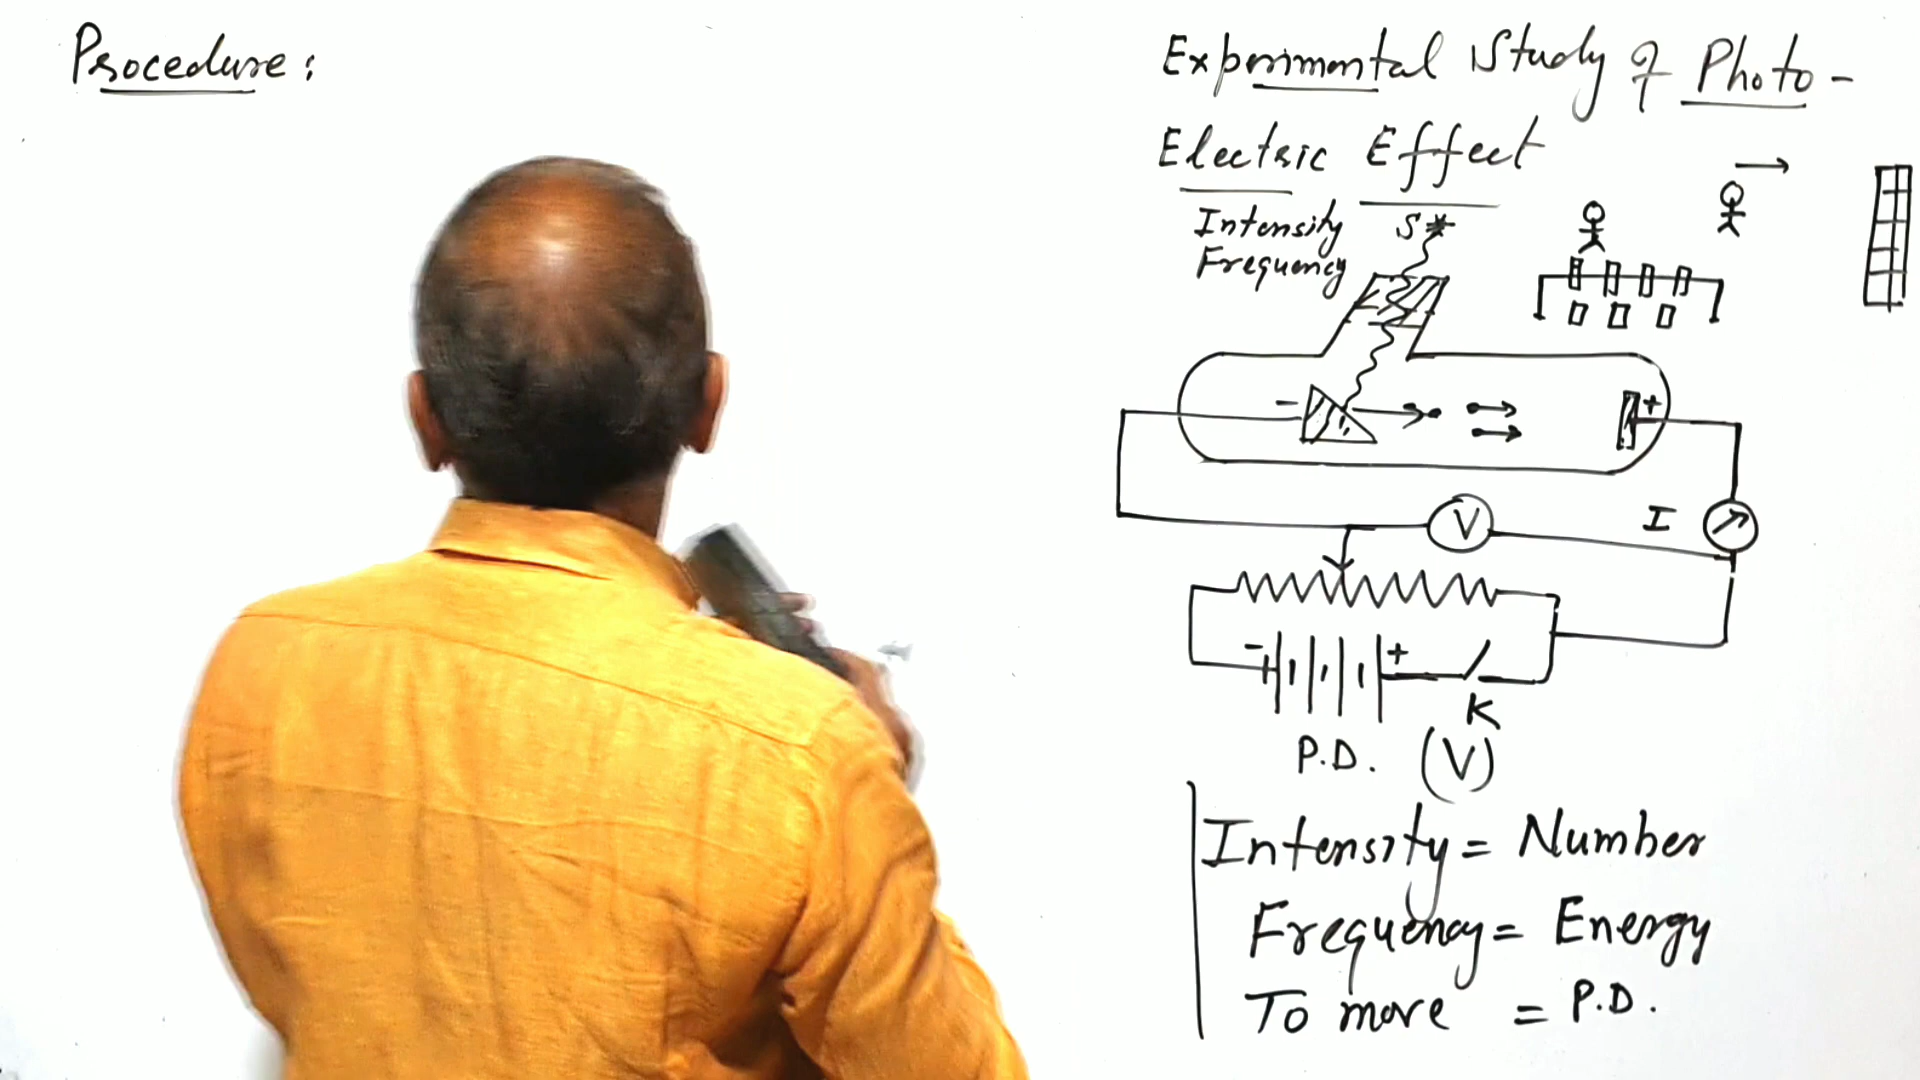 Procedure:
Experimental Study of Photo-
Electric Effect
Intensity
Frequency
S*
- +
V
I
- +
K
P.D. (V)
Intensity = Number
Frequency = Energy
To move = P.D.